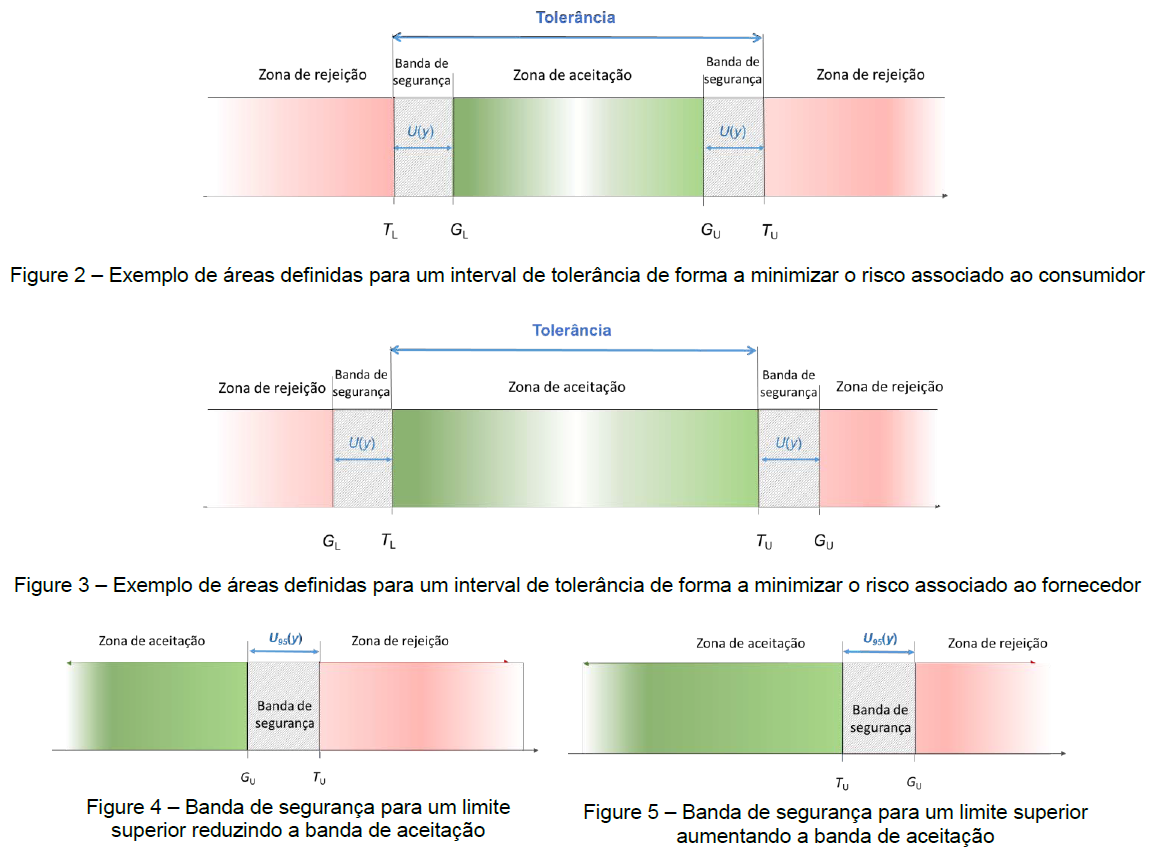 Tolerância
Zona de rejeição
Banda de
segurança
Zona de aceitação
Banda de
segurança
Zona de rejeição
U(y)
U(y)
TL
GL
GU
TU
Figure 2 – Exemplo de áreas definidas para um interval de tolerância de forma a minimizar o risco associado ao consumidor
Tolerância
Zona de rejeição
Banda de
segurança
Zona de aceitação
Banda de
segurança
Zona de rejeição
U(y)
U(y)
GL
TL
TU
GU
Figure 3 – Exemplo de áreas definidas para um interval de tolerância de forma a minimizar o risco associado ao fornecedor
Zona de aceitação
U95(y)
Zona de rejeição
Banda de
segurança
GU
TU
Figure 4 – Banda de segurança para um limite
superior reduzindo a banda de aceitação
Zona de aceitação
U95(y)
Zona de rejeição
Banda de
segurança
TU
GU
Figure 5 – Banda de segurança para um limite superior
aumentando a banda de aceitação